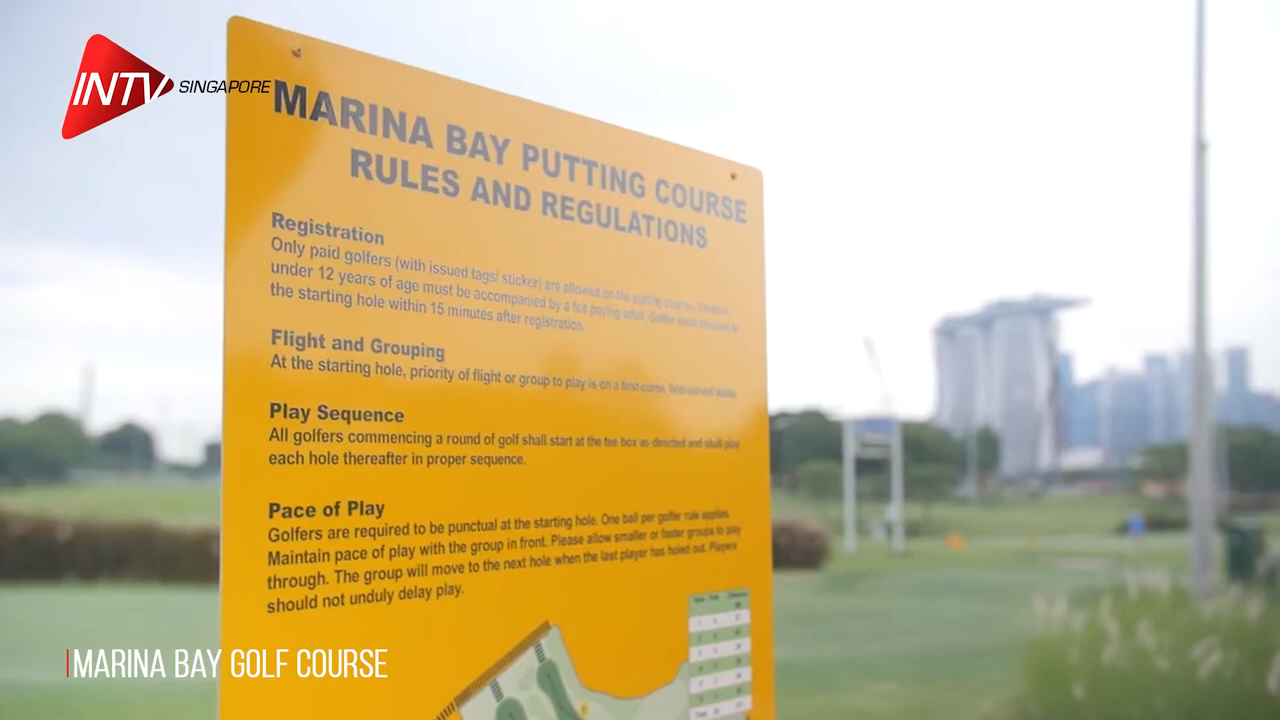 INTV SINGAPORE
MARINA BAY PUTTING COURSE
RULES AND REGULATIONS
Registration
Only paid golfers (with issued tags/ sticker) are allowed on the putting course. Children
under 12 years of age must be accompanied by a fee paying adult. Golfer must proceed to
the starting hole within 15 minutes after registration.
Flight and Grouping
At the starting hole, priority of flight or group to play is on a first-come, first-served basis.
Play Sequence
All golfers commencing a round of golf shall start at the tee box as directed and shall play
each hole thereafter in proper sequence.
Pace of Play
Golfers are required to be punctual at the starting hole. One ball per golfer rule applies.
Maintain pace of play with the group in front. Please allow smaller or faster groups to play
through. The group will move to the next hole when the last player has holed out. Players
should not unduly delay play.
MARINA BAY GOLF COURSE